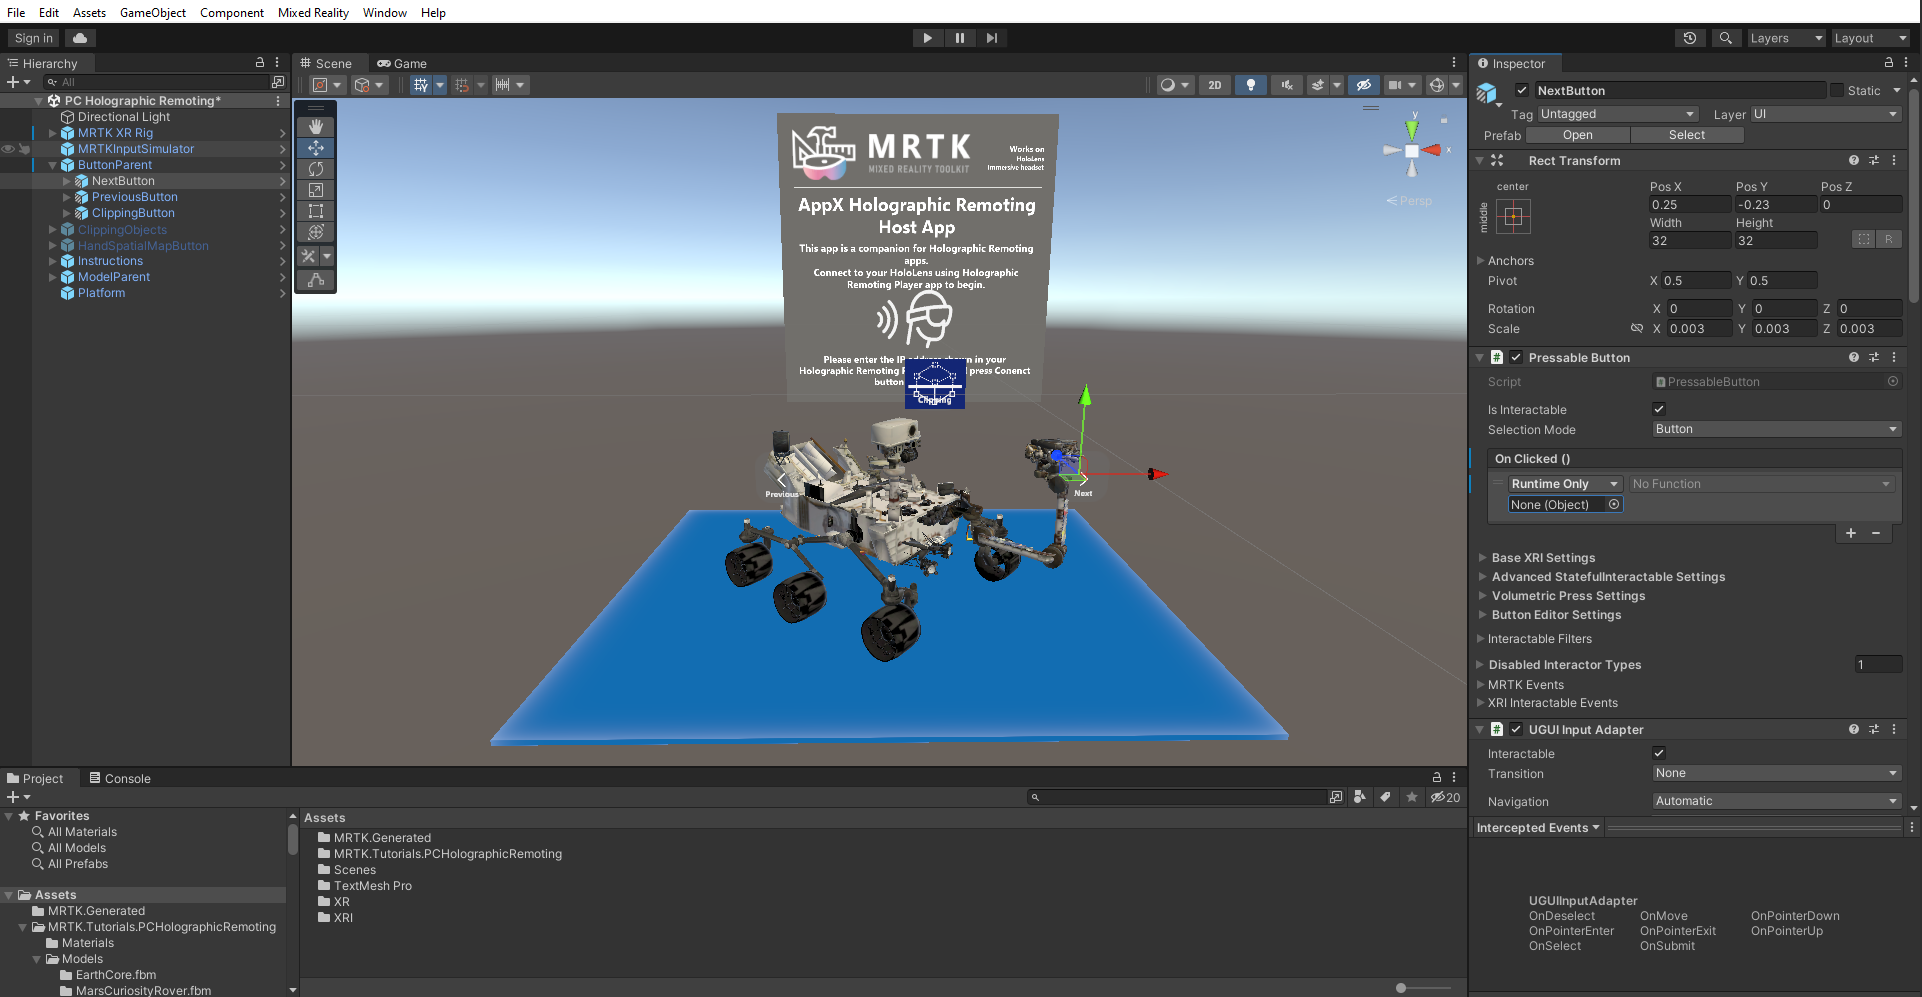 File Edit Assets GameObject Component Mixed Reality Window Help
Sign in
Layers Layout
Hierarchy
All
PC Holographic Remoting*
Directional Light
MRTK XR Rig
MRTKInputSimulator
ButtonParent
NextButton
PreviousButton
ClippingButton
ClippingObjects
HandSpatialMapButton
Instructions
ModelParent
Platform
Scene Game
2D
y
x
Persp
MRTK
MIXED REALITY TOOLKIT
Works on
HoloLens
Immersive headset
AppX Holographic Remoting
Host App
This app is a companion for Holographic Remoting
apps.
Connect to your HoloLens using Holographic
Remoting Player app to begin.
Please enter the IP address shown in your
Holographic Remoting P press Conenct
button
Clipping
Previous
Next
Inspector
NextButton Static
Tag Untagged Layer UI
Prefab Open Select
Rect Transform
center
middle
Pos X Pos Y Pos Z
0.25 -0.23 0
Width Height
32 32
R
Anchors
Pivot X 0.5 Y 0.5
Rotation X 0 Y 0 Z 0
Scale X 0.003 Y 0.003 Z 0.003
# Pressable Button
Script PressableButton
Is Interactable
Selection Mode Button
On Clicked ()
Runtime Only No Function
None (Object)
Base XRI Settings
Advanced StatefulInteractable Settings
Volumetric Press Settings
Button Editor Settings
Interactable Filters
Disabled Interactor Types 1
MRTK Events
XRI Interactable Events
# UGUI Input Adapter
Interactable
Transition None
Navigation Automatic
Intercepted Events
UGUIInputAdapter
OnDeselect OnMove OnPointerDown
OnPointerEnter OnPointerExit OnPointerUp
OnSelect OnSubmit
Project Console
20
Favorites
All Materials
All Models
All Prefabs
Assets
MRTK.Generated
MRTK.Tutorials.PCHolographicRemoting
Materials
Models
EarthCore.fbm
MarsCuriosityRover.fbm
Assets
MRTK.Generated
MRTK.Tutorials.PCHolographicRemoting
Scenes
TextMesh Pro
XR
XRI